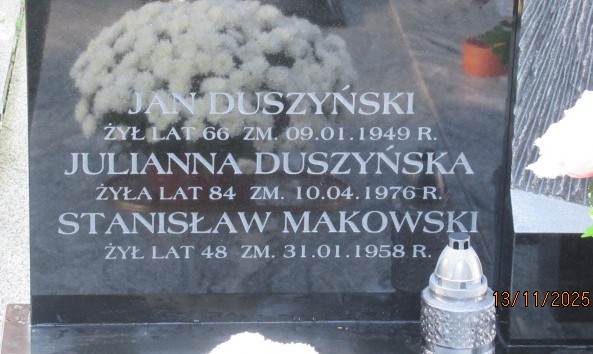 JAN DUSZYŃSKI
ŻYŁ LAT 66 ZM. 09.01.1949 R.
JULIANNA DUSZYŃSKA
ŻYŁA LAT 84 ZM. 10.04.1976 R.
STANISŁAW MAKOWSKI
ŻYŁ LAT 48 ZM. 31.01.1958 R.
13/11/2025